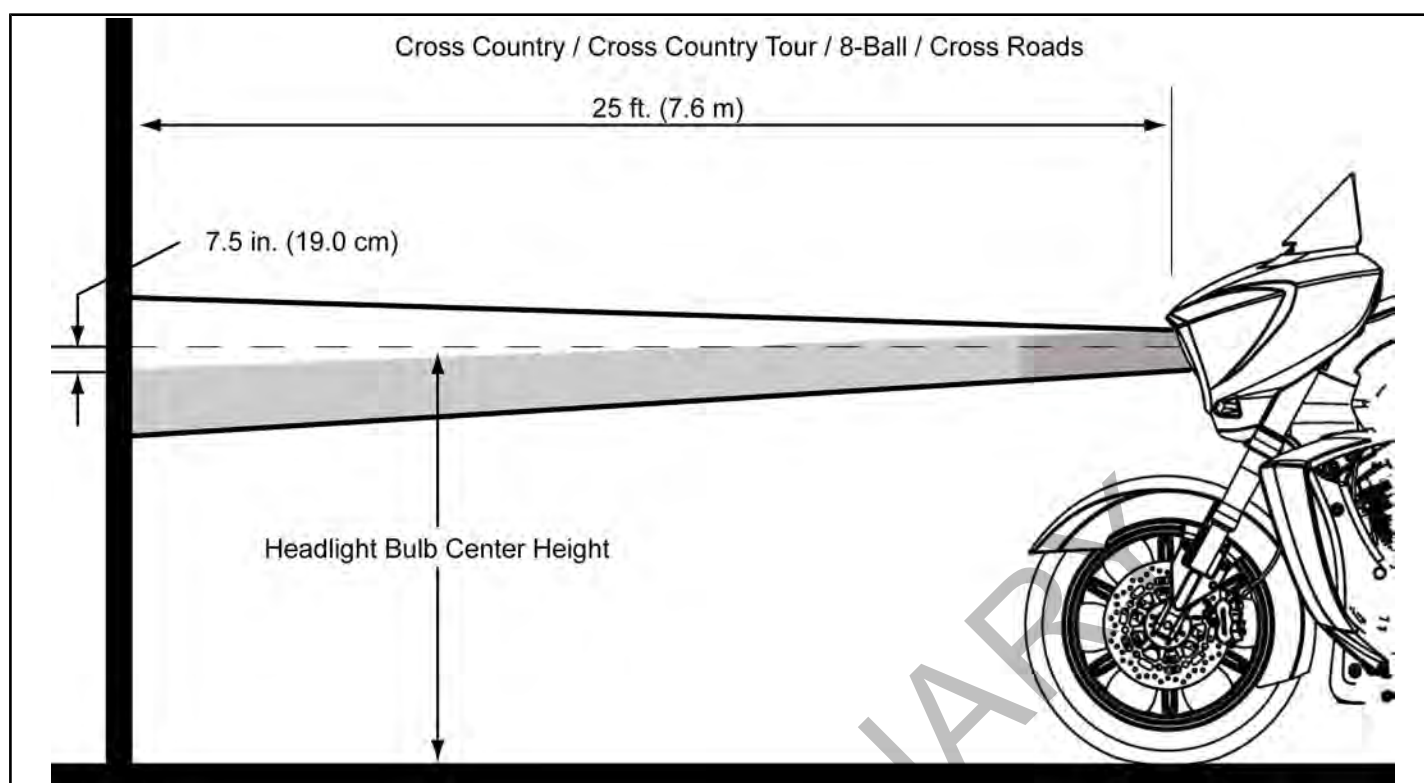 Cross Country / Cross Country Tour / 8-Ball / Cross Roads
25 ft. (7.6 m)
7.5 in. (19.0 cm)
Headlight Bulb Center Height
NARY